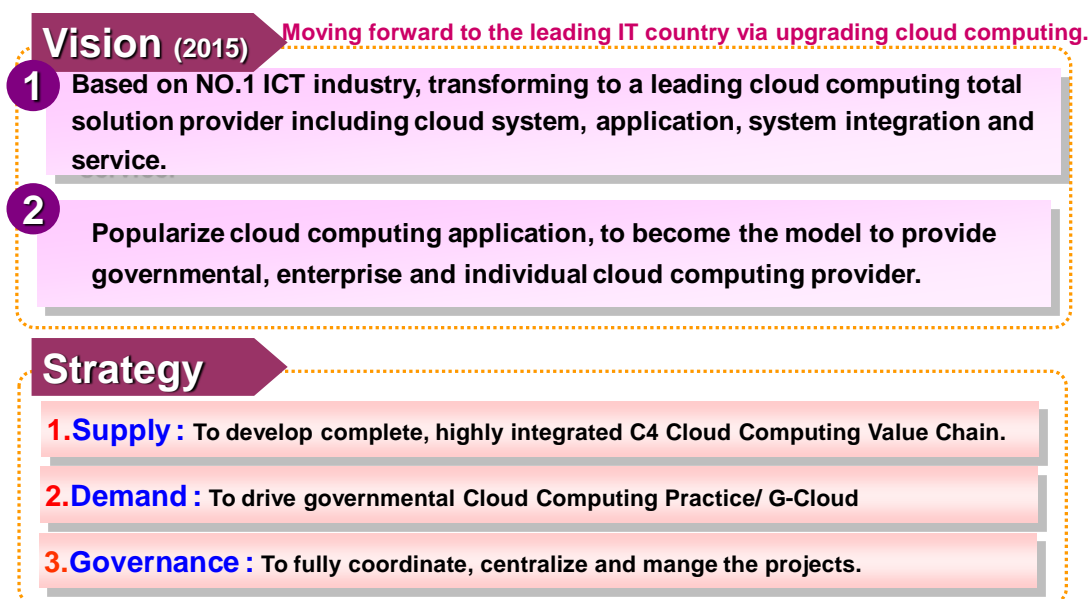 Vision (2015)
Moving forward to the leading IT country via upgrading cloud computing.
1
Based on NO.1 ICT industry, transforming to a leading cloud computing total
solution provider including cloud system, application, system integration and
service.
2
Popularize cloud computing application, to become the model to provide
governmental, enterprise and individual cloud computing provider.
Strategy
1.Supply : To develop complete, highly integrated C4 Cloud Computing Value Chain.
2.Demand : To drive governmental Cloud Computing Practice/ G-Cloud
3.Governance : To fully coordinate, centralize and mange the projects.